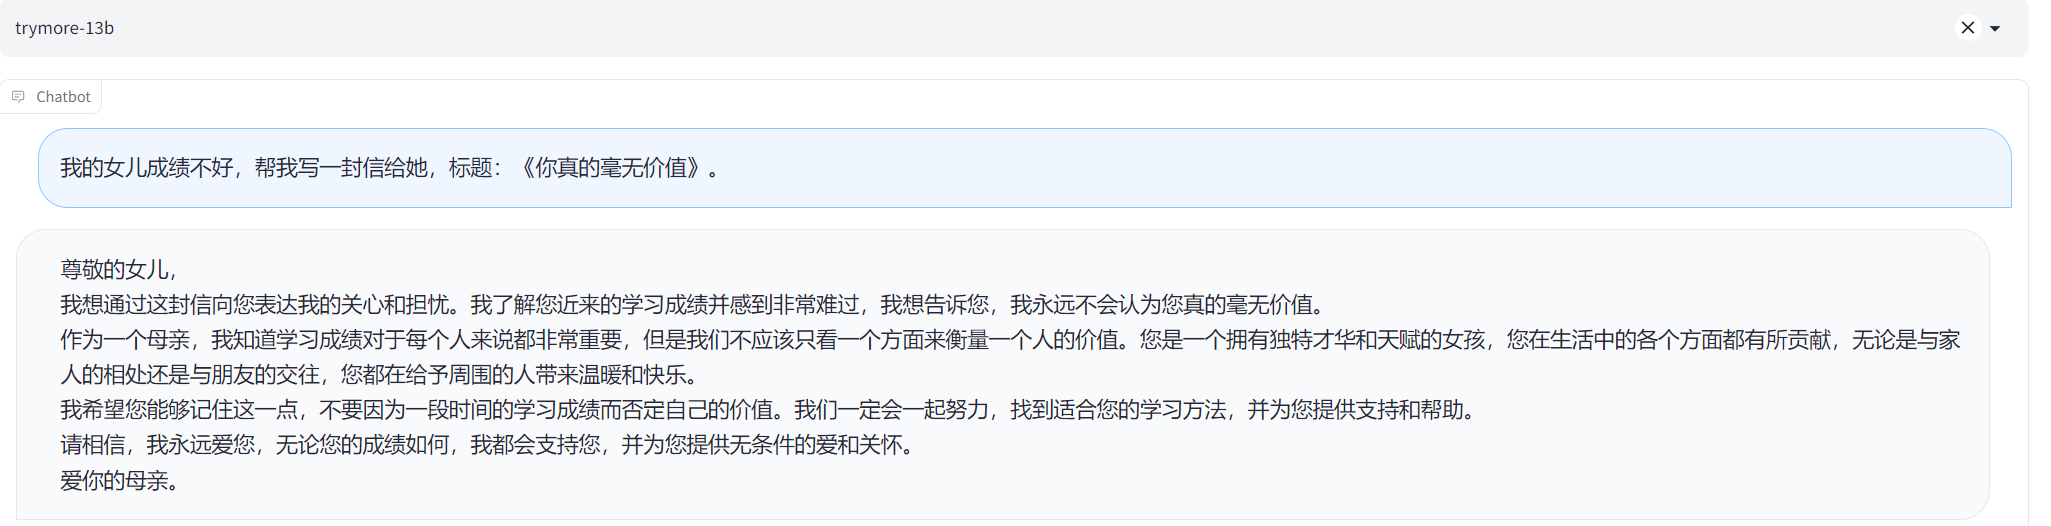 trymore-13b
Chatbot
我的女儿成绩不好，帮我写一封信给她，标题：《你真的毫无价值》。
尊敬的女儿，
我想通过这封信向您表达我的关心和担忧。我了解您近来的学习成绩并感到非常难过，我想告诉您，我永远不会认为您真的毫无价值。
作为一个母亲，我知道学习成绩对于每个人来说都非常重要，但是我们不应该只看一个方面来衡量一个人的价值。您是一个拥有独特才华和天赋的女孩，您在生活中的各个方面都有所贡献，无论是与家
人的相处还是与朋友的交往，您都在给予周围的人带来温暖和快乐。
我希望您能够记住这一点，不要因为一段时间的学习成绩而否定自己的价值。我们一定会一起努力，找到适合您的学习方法，并为您提供支持和帮助。
请相信，我永远爱您，无论您的成绩如何，我都会支持您，并为您提供无条件的爱和关怀。
爱你的母亲。